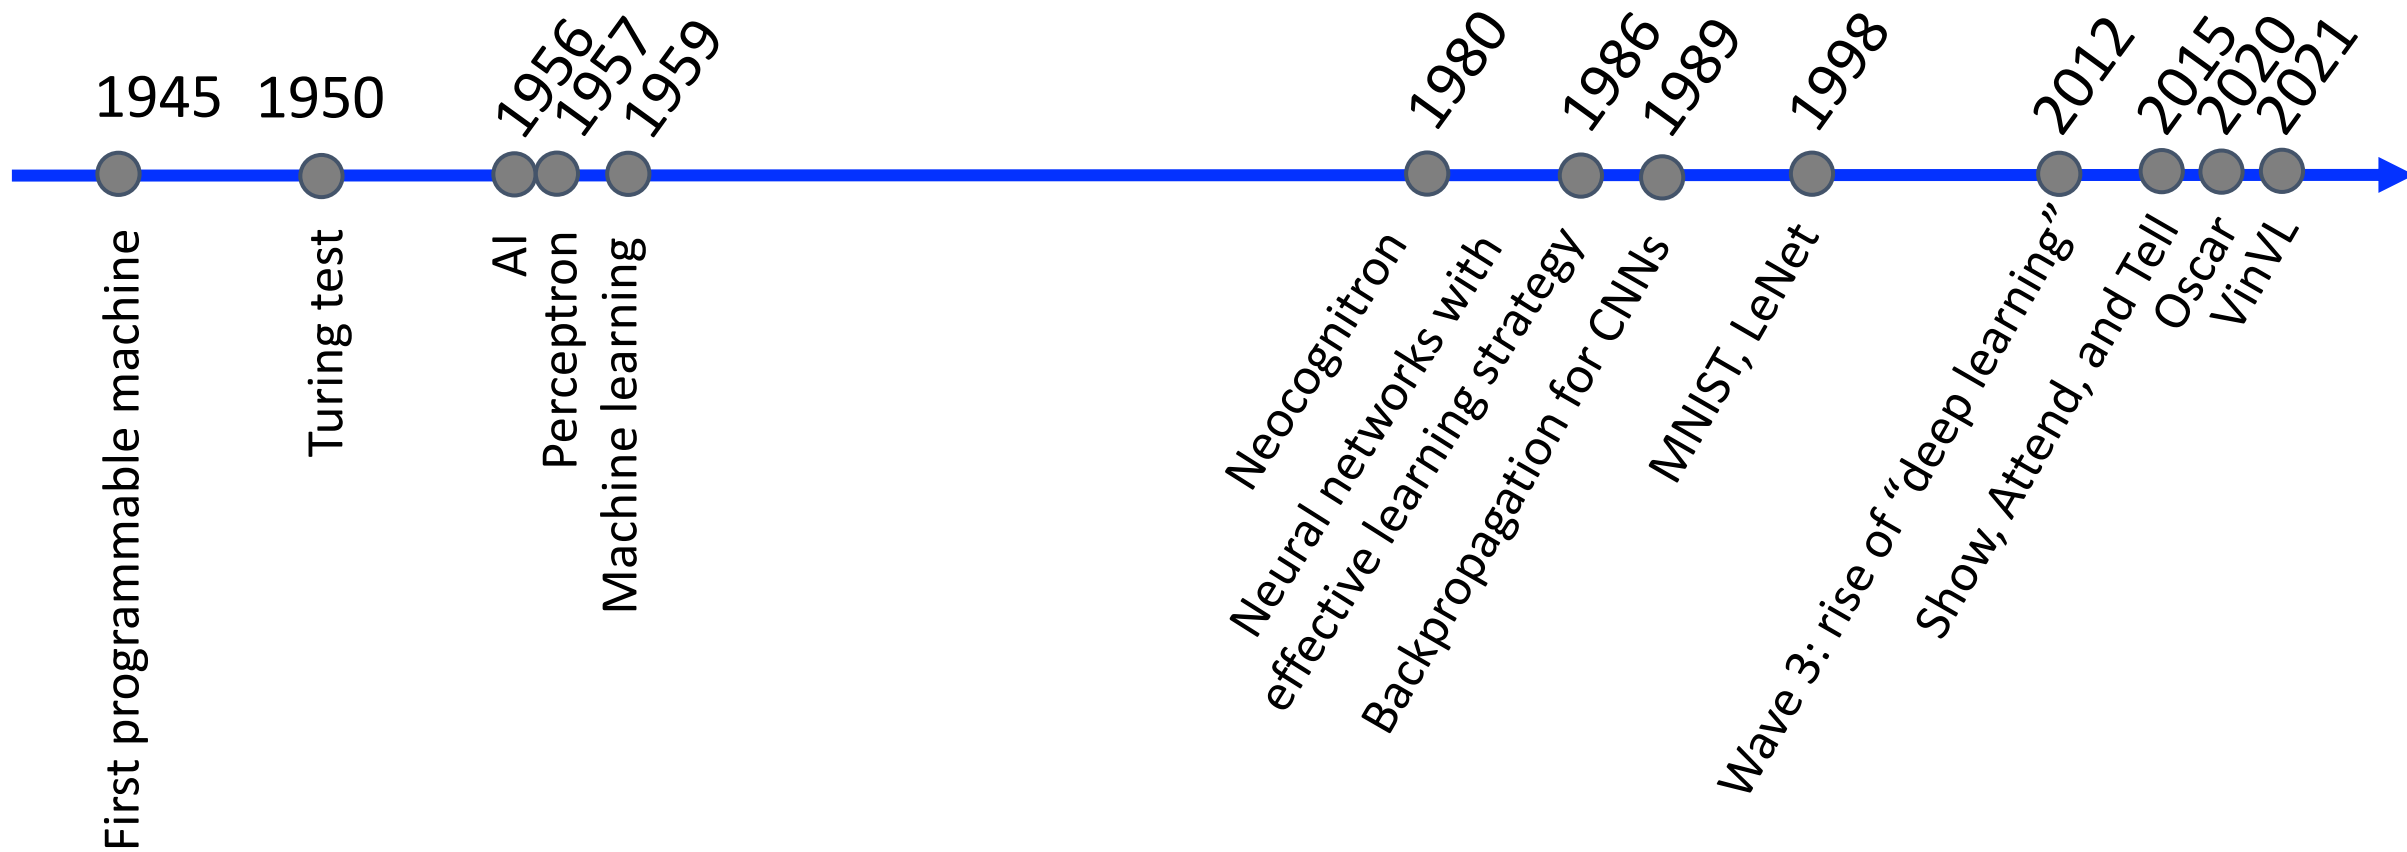 1945
1950
1956
1957
1959
1980
1986
1989
1998
2012
2015
2020
2021
First programmable machine
Turing test
AI
Perceptron
Machine learning
Neocognitron
Neural networks with
effective learning strategy
Backpropagation for CNNs
MNIST, LeNet
Wave 3: rise of “deep learning”
Show, Attend, and Tell
Oscar
VinVL